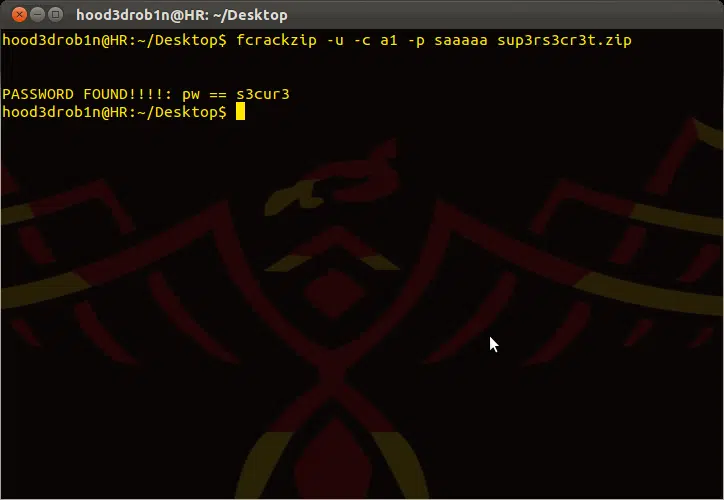 hood3drob1n@HR: ~/Desktop
hood3drob1n@HR:~/Desktop$ fcrackzip -u -c a1 -p saaaaa sup3rs3cr3t.zip
PASSWORD FOUND!!!!: pw == s3cur3
hood3drob1n@HR:~/Desktop$